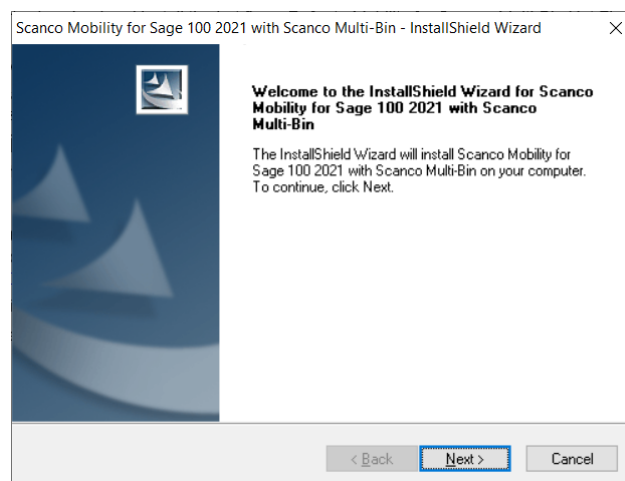 Scanco Mobility for Sage 100 2021 with Scanco Multi-Bin - InstallShield Wizard
Welcome to the InstallShield Wizard for Scanco
Mobility for Sage 100 2021 with Scanco
Multi-Bin
The InstallShield Wizard will install Scanco Mobility for
Sage 100 2021 with Scanco Multi-Bin on your computer.
To continue, click Next.
< Back Next > Cancel